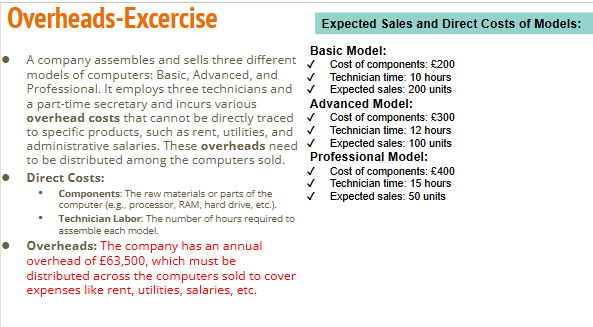 Overheads-Excercise
● A company assembles and sells three different
models of computers: Basic, Advanced, and
Professional. It employs three technicians and
a part-time secretary and incurs various
overhead costs that cannot be directly traced
to specific products, such as rent, utilities, and
administrative salaries. These overheads need
to be distributed among the computers sold.
● Direct Costs:
• Components: The raw materials or parts of the
computer (e.g., processor, RAM, hard drive, etc.).
• Technician Labor: The number of hours required to
assemble each model.
● Overheads: The company has an annual
overhead of £63,500, which must be
distributed across the computers sold to cover
expenses like rent, utilities, salaries, etc.
Expected Sales and Direct Costs of Models:
Basic Model:
✓ Cost of components: £200
✓ Technician time: 10 hours
✓ Expected sales: 200 units
Advanced Model:
✓ Cost of components: £300
✓ Technician time: 12 hours
✓ Expected sales: 100 units
Professional Model:
✓ Cost of components: £400
✓ Technician time: 15 hours
✓ Expected sales: 50 units